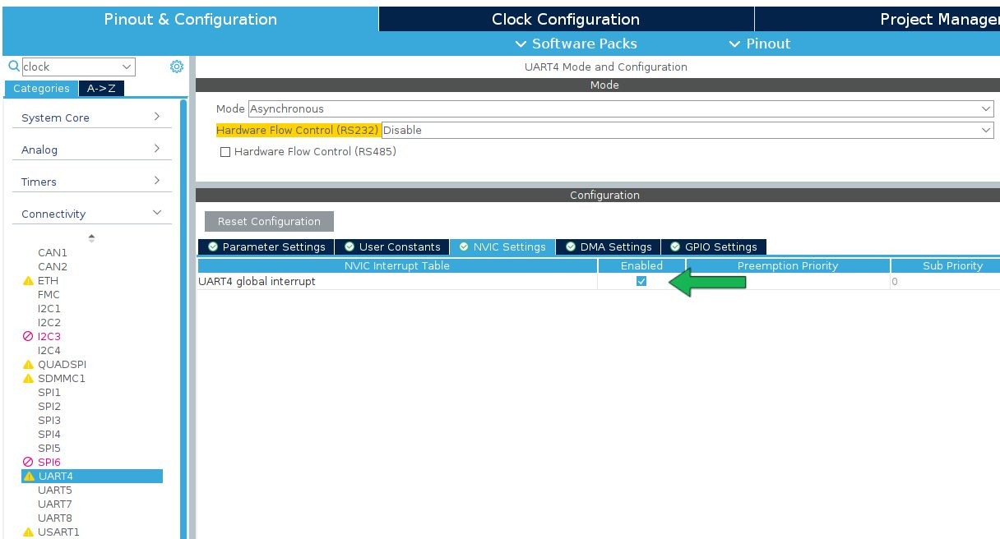 Pinout & Configuration
Clock Configuration
Project Manager
Software Packs
Pinout
clock
UART4 Mode and Configuration
Categories
A->Z
Mode
System Core
Mode Asynchronous
Hardware Flow Control (RS232) Disable
Hardware Flow Control (RS485)
Analog
Timers
Configuration
Connectivity
Reset Configuration
Parameter Settings
User Constants
NVIC Settings
DMA Settings
GPIO Settings
NVIC Interrupt Table
Enabled
Preemption Priority
Sub Priority
UART4 global interrupt
0
CAN1
CAN2
ETH
FMC
I2C1
I2C2
I2C3
I2C4
QUADSPI
SDMMC1
SPI1
SPI2
SPI3
SPI4
SPI5
SPI6
UART4
UART5
UART7
UART8
USART1